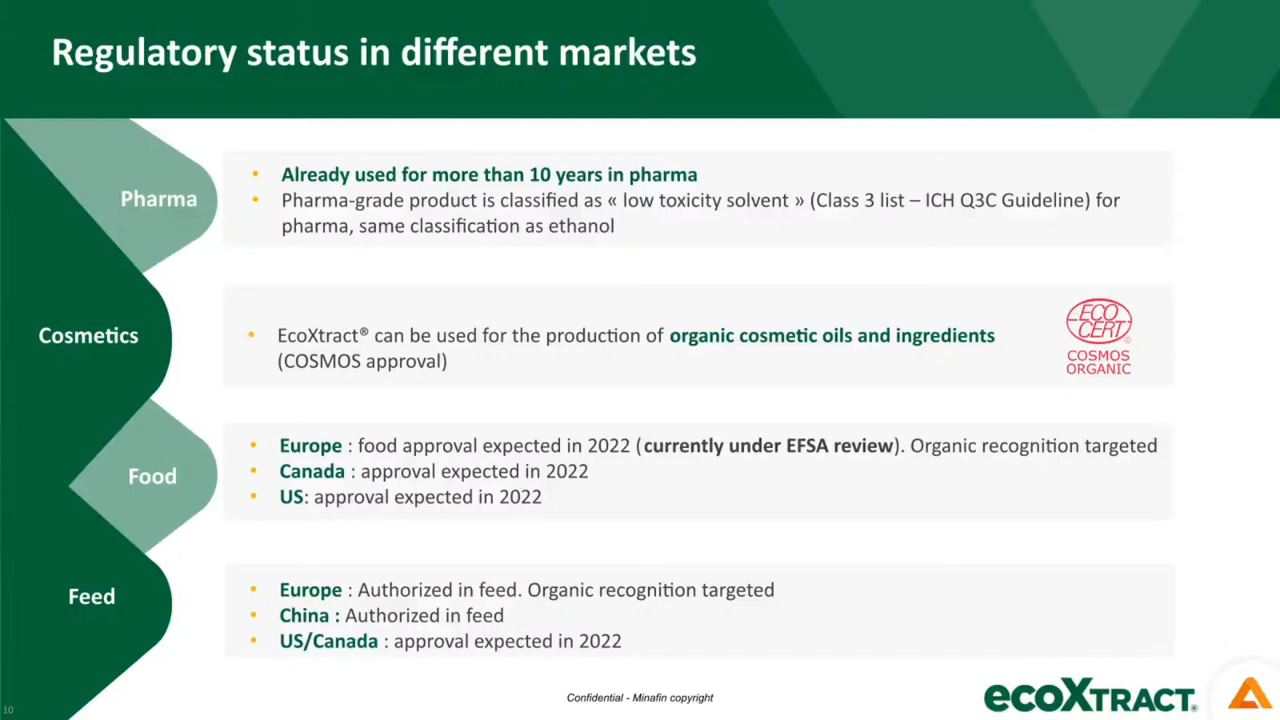 Regulatory status in different markets
Pharma
• Already used for more than 10 years in pharma
• Pharma-grade product is classified as « low toxicity solvent » (Class 3 list – ICH Q3C Guideline) for
pharma, same classification as ethanol
Cosmetics
• EcoXtract® can be used for the production of organic cosmetic oils and ingredients
(COSMOS approval)
ECO
CERT®
COSMOS
ORGANIC
Food
• Europe : food approval expected in 2022 (currently under EFSA review). Organic recognition targeted
• Canada : approval expected in 2022
• US: approval expected in 2022
Feed
• Europe : Authorized in feed. Organic recognition targeted
• China : Authorized in feed
• US/Canada : approval expected in 2022
Confidential - Minafin copyright
ecoXtract®
10